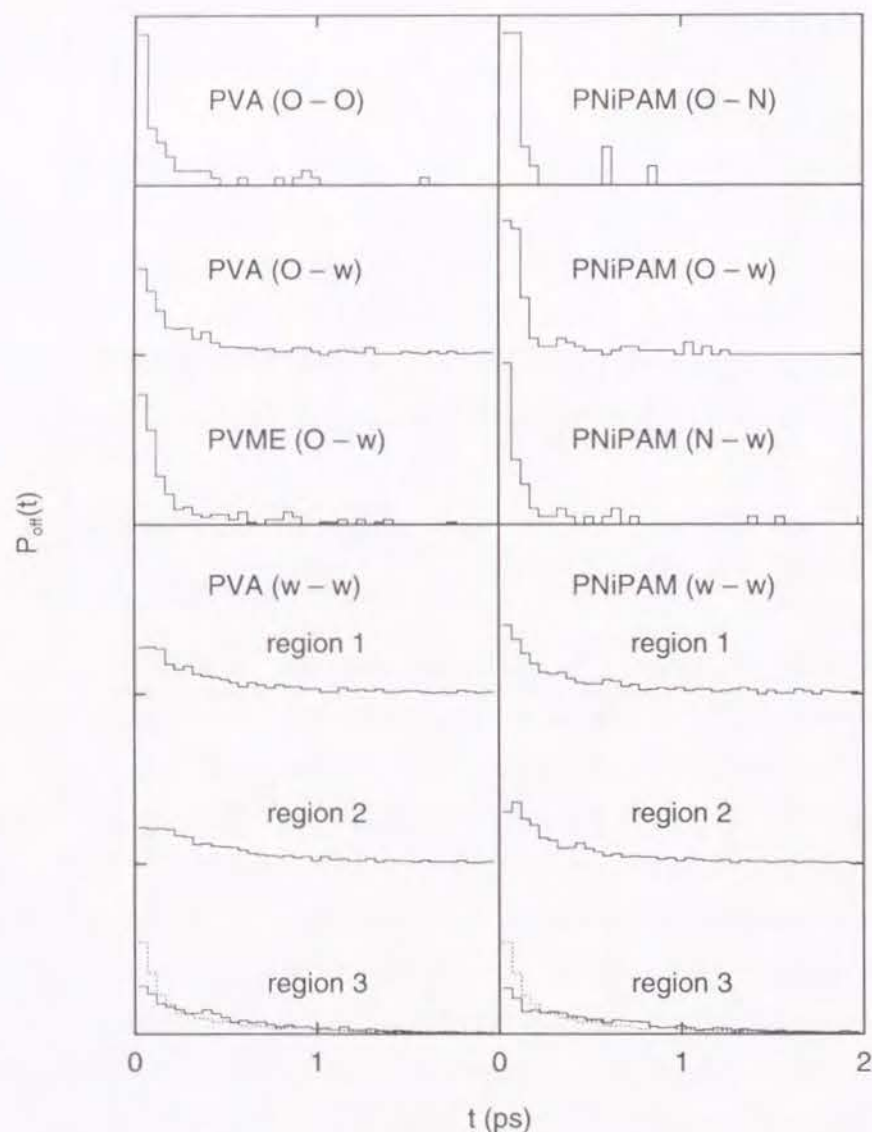 PVA (O – O)
PNiPAM (O – N)
PVA (O – w)
PNiPAM (O – w)
PVME (O – w)
PNiPAM (N – w)
P_off(t)
PVA (w – w)
PNiPAM (w – w)
region 1
region 1
region 2
region 2
region 3
region 3
0
1
0
1
2
t (ps)